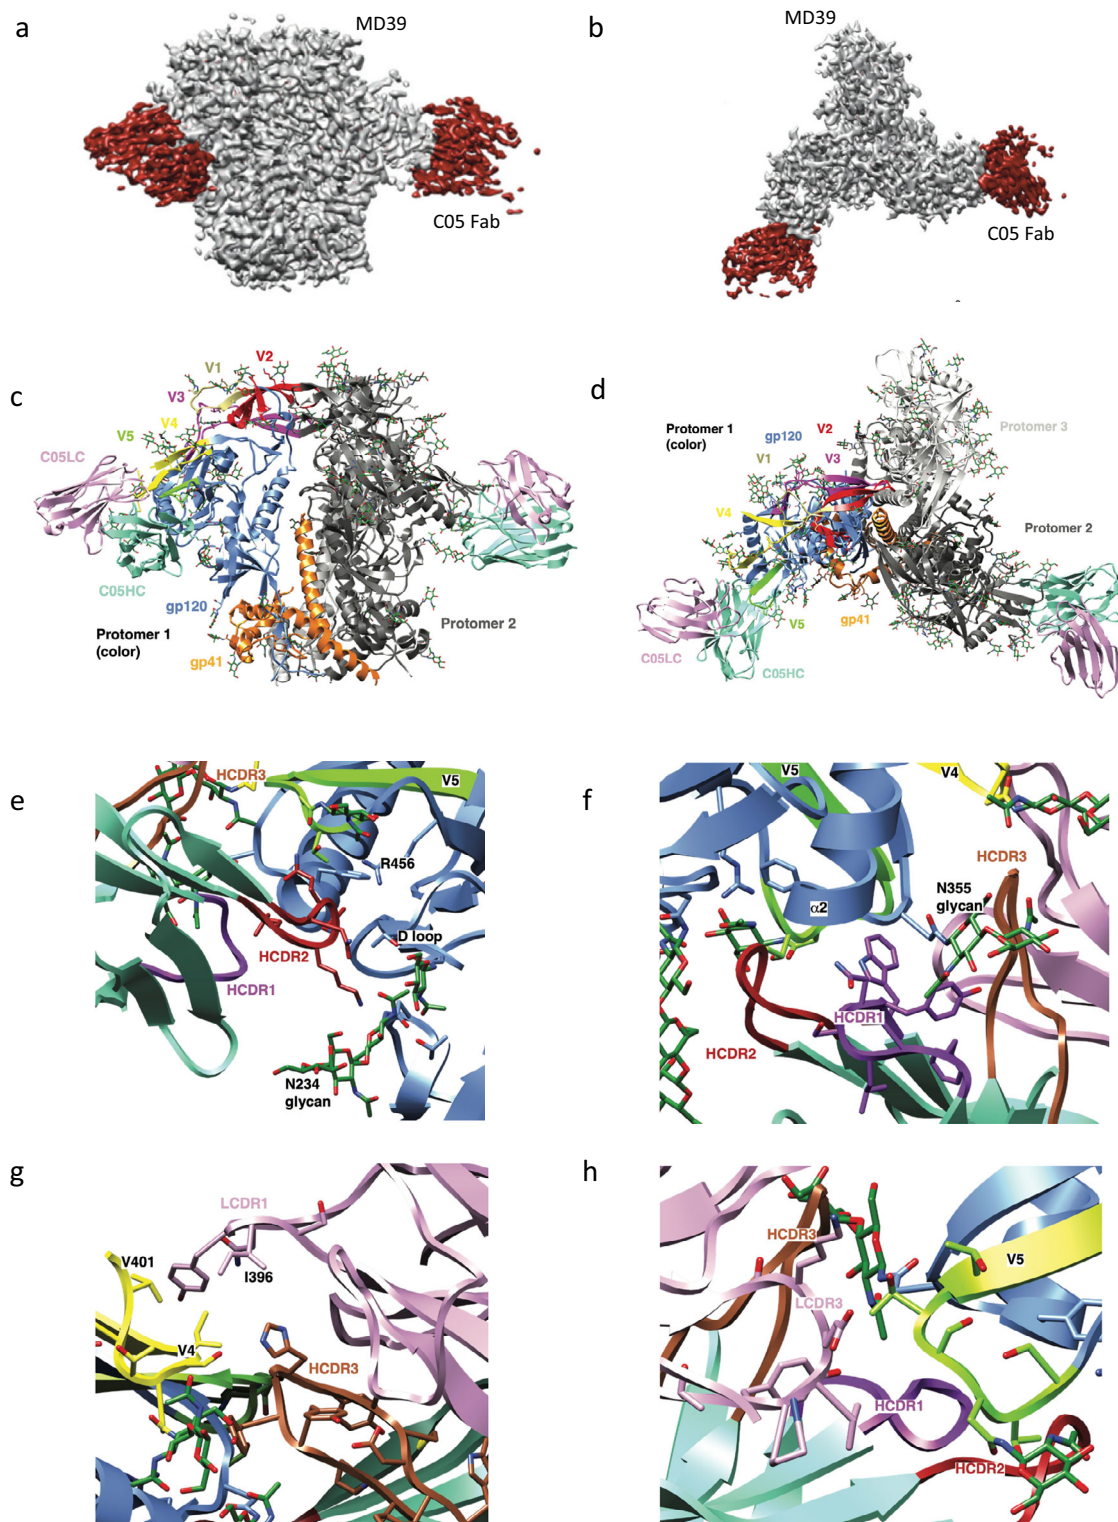 a
MD39
C05 Fab
b
MD39
C05 Fab
c
V1
V2
V3
V4
V5
C05LC
C05HC
gp120
Protomer 1
(color)
gp41
Protomer 2
d
Protomer 1
(color)
gp120
V2
V1
V3
Protomer 3
V4
Protomer 2
V5
gp41
C05LC
C05HC
e
HCDR3
V5
R456
D loop
HCDR2
HCDR1
N234
glycan
f
V5
V4
HCDR3
N355
glycan
α2
HCDR1
HCDR2
g
LCDR1
V401
I396
V4
HCDR3
h
HCDR3
V5
LCDR3
HCDR1
HCDR2